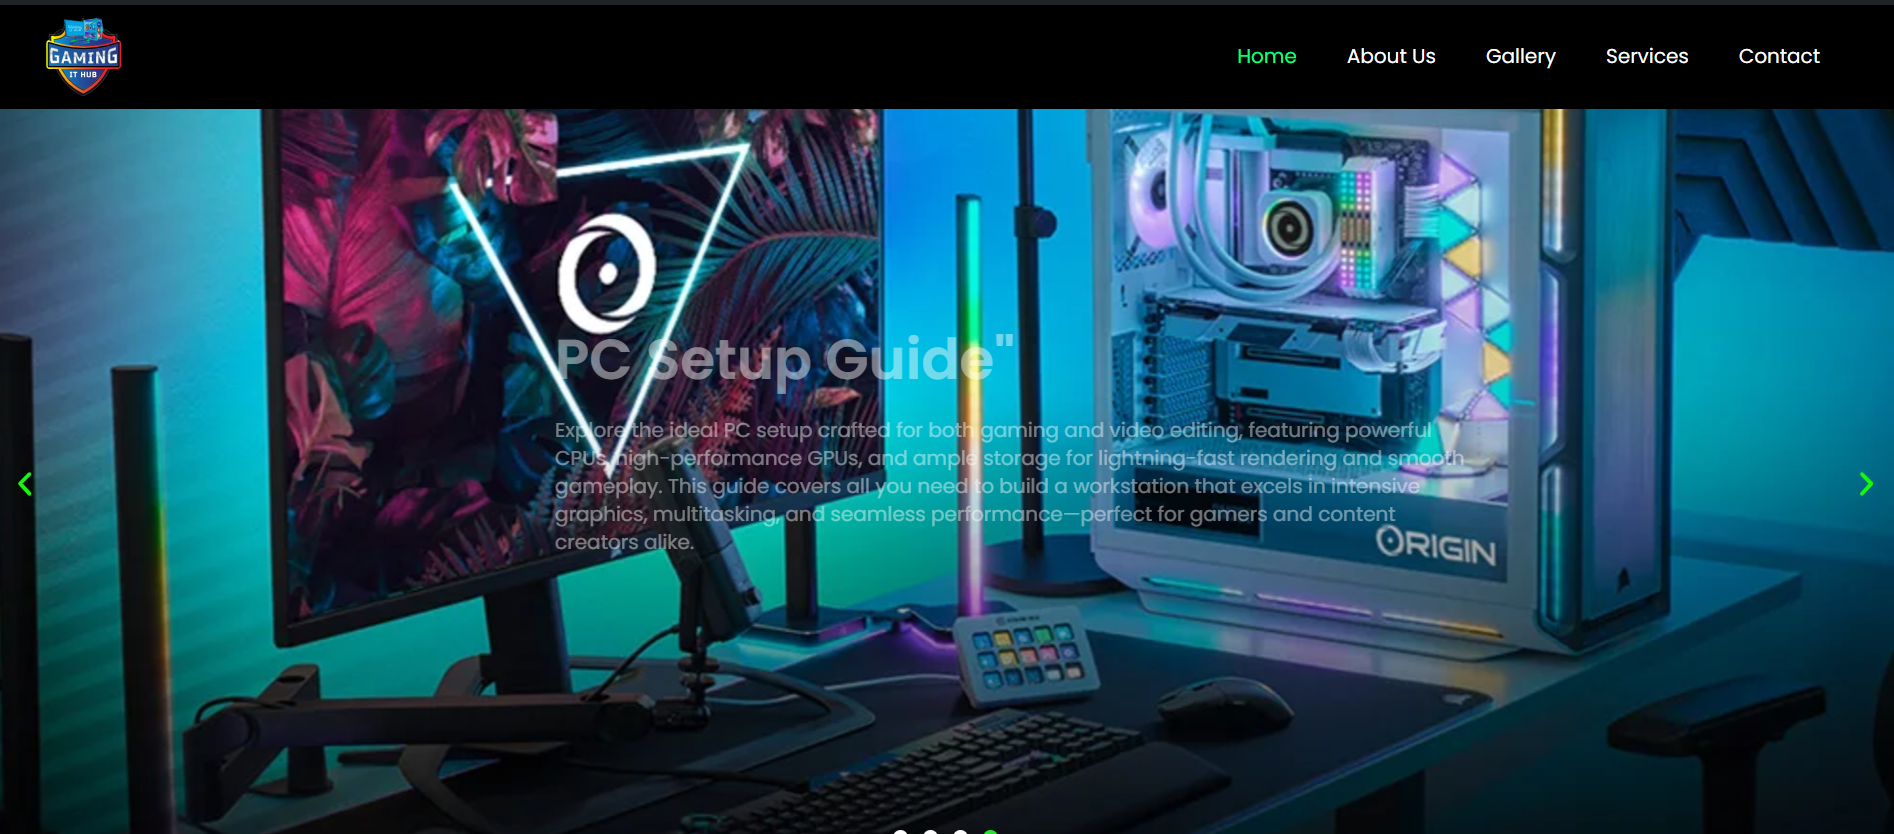 GAMING
IT HUB
Home About Us Gallery Services Contact
PC Setup Guide"
Explore the ideal PC setup crafted for both gaming and video editing, featuring powerful
CPUs, high-performance GPUs, and ample storage for lightning-fast rendering and smooth
gameplay. This guide covers all you need to build a workstation that excels in intensive
graphics, multitasking, and seamless performance—perfect for gamers and content
creators alike.
ORIGIN